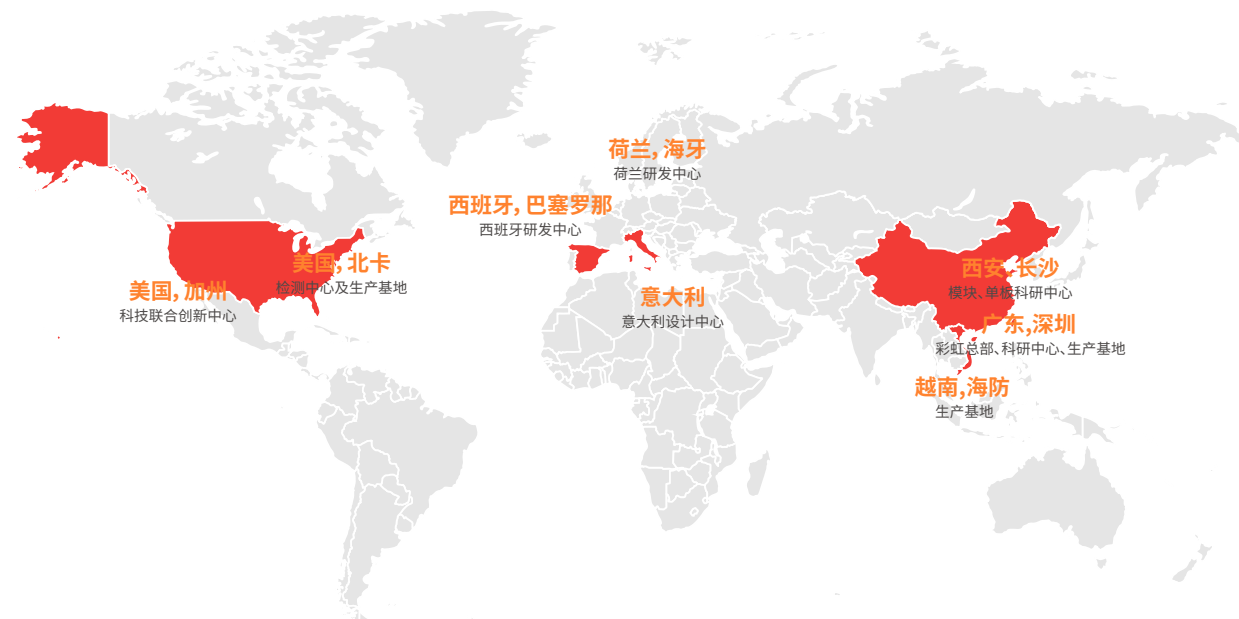 荷兰, 海牙
荷兰研发中心
西班牙, 巴塞罗那
西班牙研发中心
美国, 北卡
检测中心及生产基地
美国, 加州
科技联合创新中心
意大利
意大利设计中心
西安, 长沙
模块、单板科研中心
广东,深圳
彩虹总部、科研中心、生产基地
越南,海防
生产基地